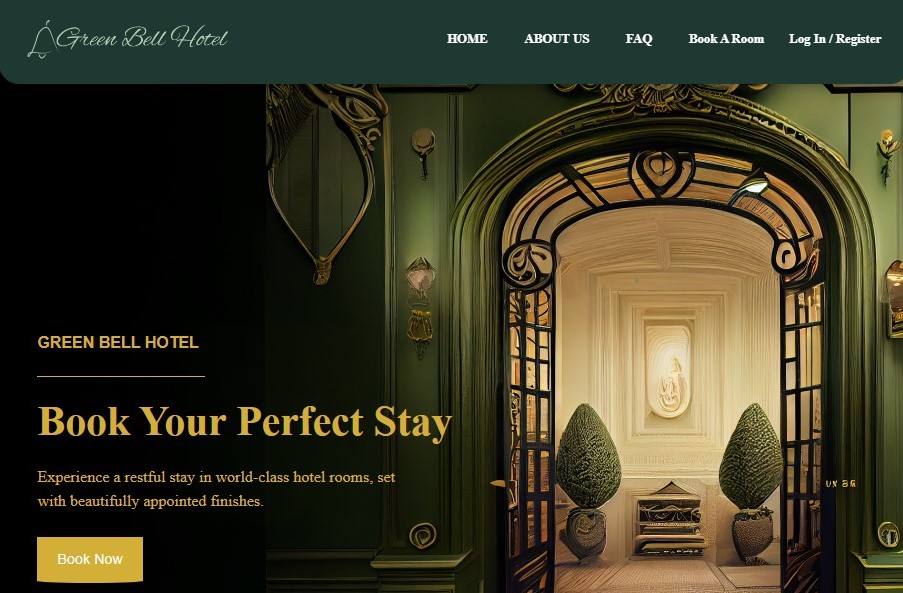 Green Bell Hotel
HOME ABOUT US FAQ Book A Room Log In / Register
GREEN BELL HOTEL
Book Your Perfect Stay
Experience a restful stay in world-class hotel rooms, set
with beautifully appointed finishes.
Book Now